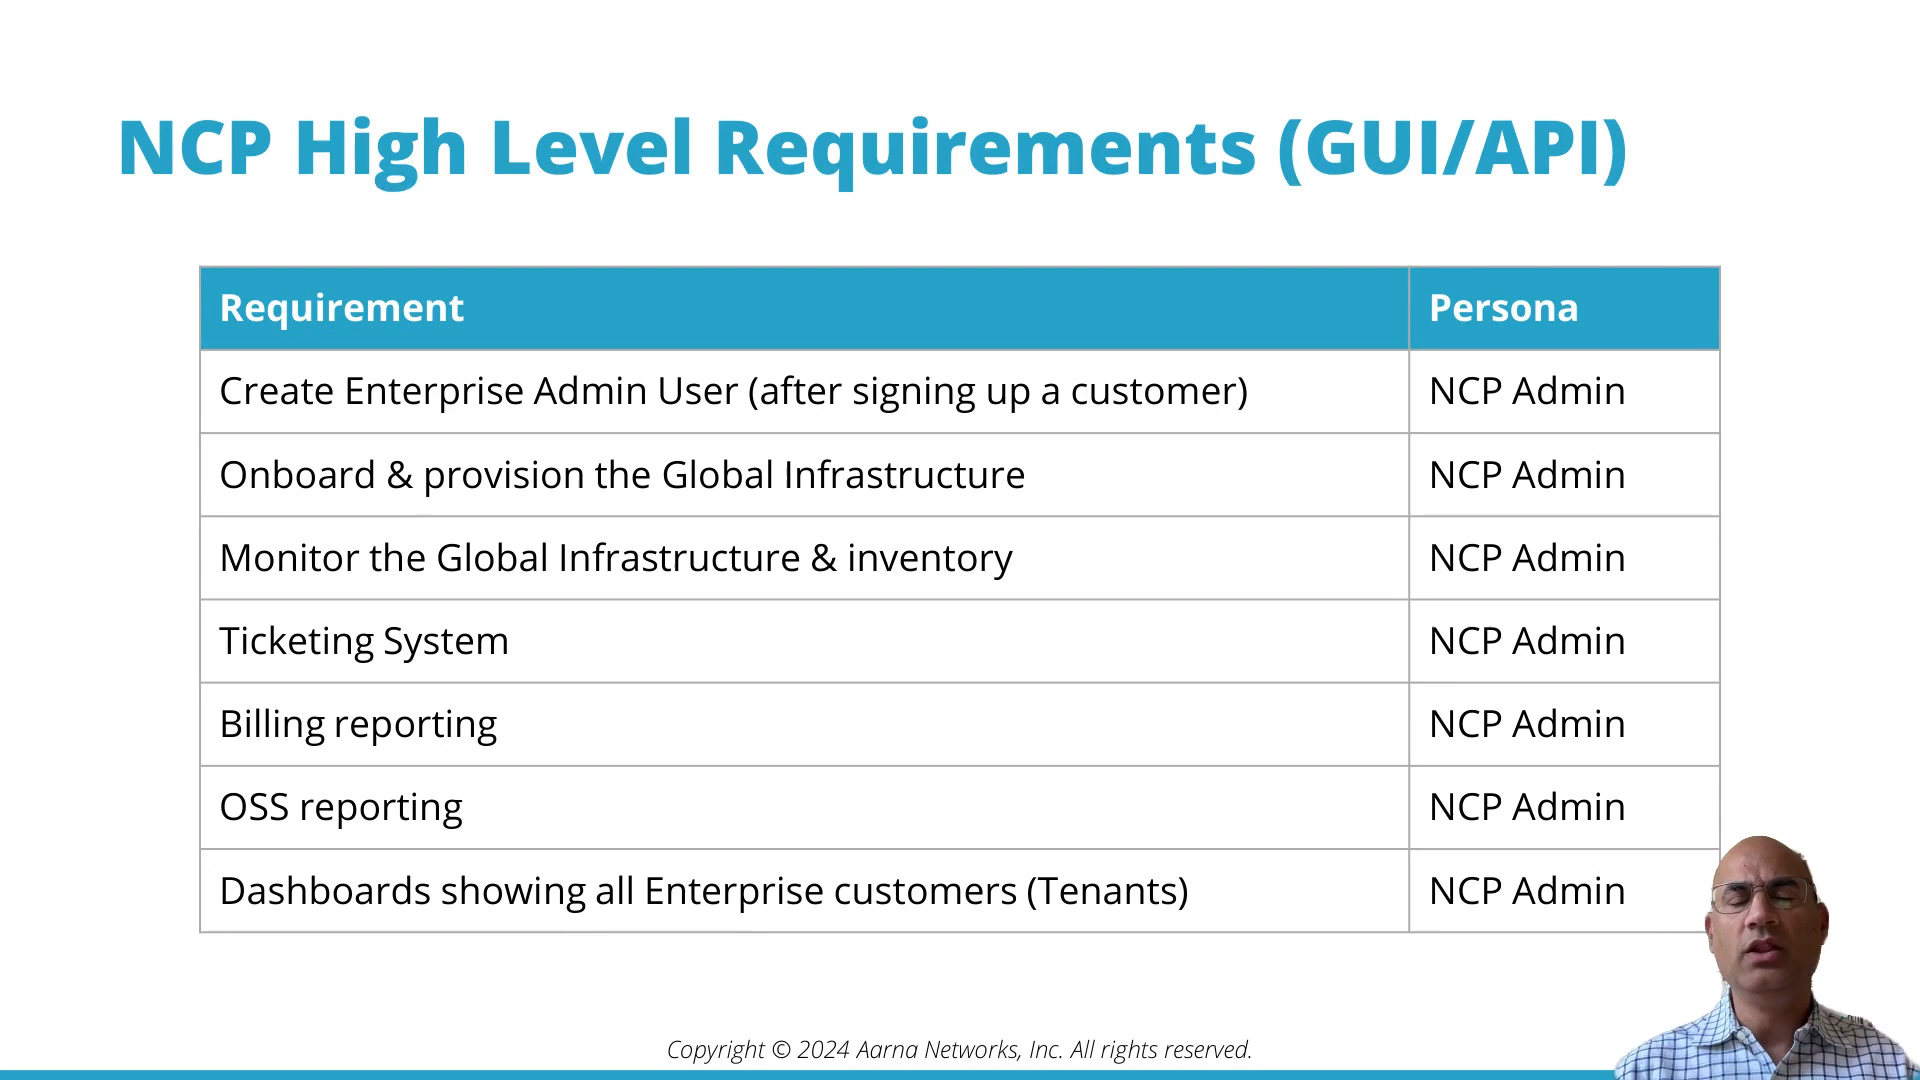 NCP High Level Requirements (GUI/API)
Requirement Persona
Create Enterprise Admin User (after signing up a customer) NCP Admin
Onboard & provision the Global Infrastructure NCP Admin
Monitor the Global Infrastructure & inventory NCP Admin
Ticketing System NCP Admin
Billing reporting NCP Admin
OSS reporting NCP Admin
Dashboards showing all Enterprise customers (Tenants) NCP Admin
Copyright © 2024 Aarna Networks, Inc. All rights reserved.